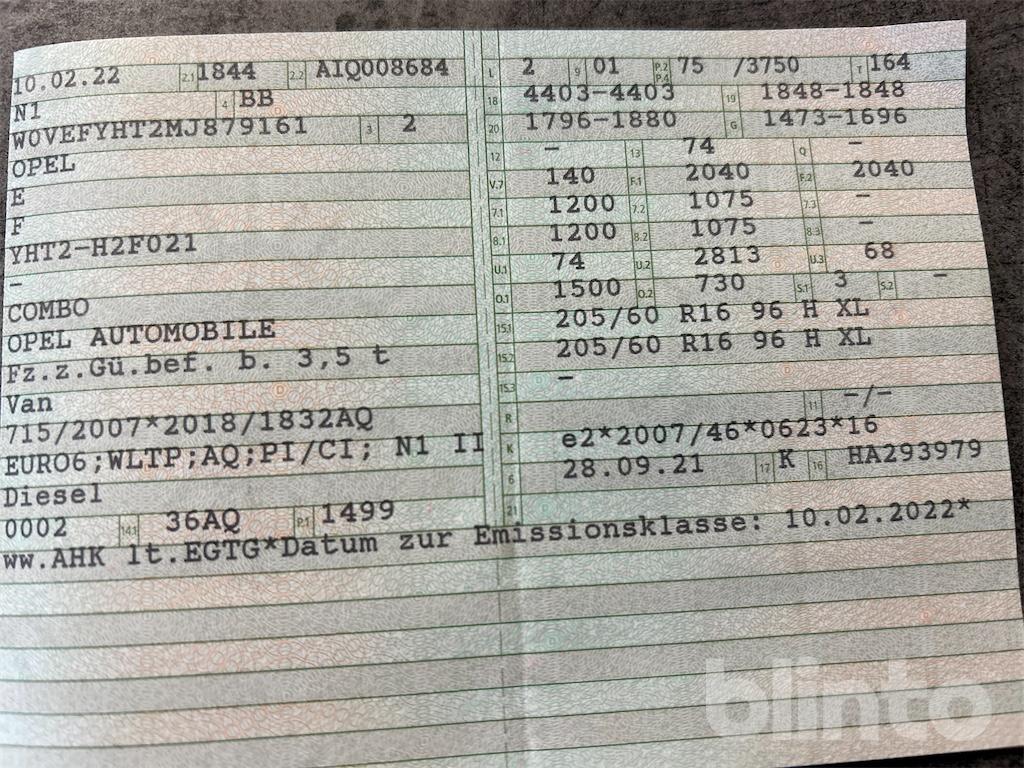 10.02.22 2.1 1844 2.2 AIQ008684
N1 4 BB
W0VEFYHT2MJ879161 3 2
OPEL
E
F
YHT2-H2F021
-
COMBO
OPEL AUTOMOBILE
Fz.z.Gü.bef. b. 3,5 t
Van
715/2007*2018/1832AQ
EURO6;WLTP;AQ;PI/CI; N1 II
Diesel
0002 14.1 36AQ P.1 1499
L 2 9 01 P.2 P.4 75 /3750 T 164
18 4403-4403 19 1848-1848
20 1796-1880 G 1473-1696
12 - 13 74 Q -
V.7 140 F.1 2040 F.2 2040
7.1 1200 7.2 1075 7.3 -
8.1 1200 8.2 1075 8.3 -
U.1 74 U.2 2813 U.3 68
O.1 1500 O.2 730 S.1 3 S.2 -
15.1 205/60 R16 96 H XL
15.2 205/60 R16 96 H XL
15.3 -
R 11 -/-
K e2*2007/46*0623*16
6 28.09.21 17 K 16 HA293979
21
ww.AHK lt.EGTG*Datum zur Emissionsklasse: 10.02.2022*
blinto